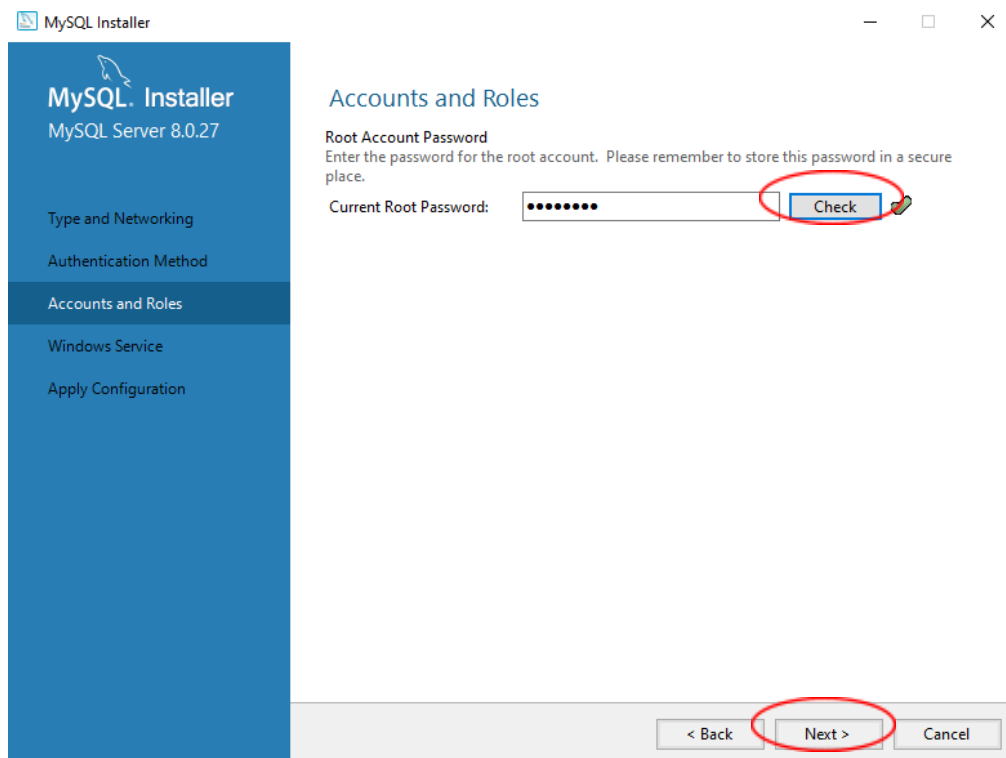 MySQL Installer
MySQL. Installer
MySQL Server 8.0.27
Type and Networking
Authentication Method
Accounts and Roles
Windows Service
Apply Configuration
Accounts and Roles
Root Account Password
Enter the password for the root account. Please remember to store this password in a secure
place.
Current Root Password: ●●●●●●●● Check
< Back Next > Cancel